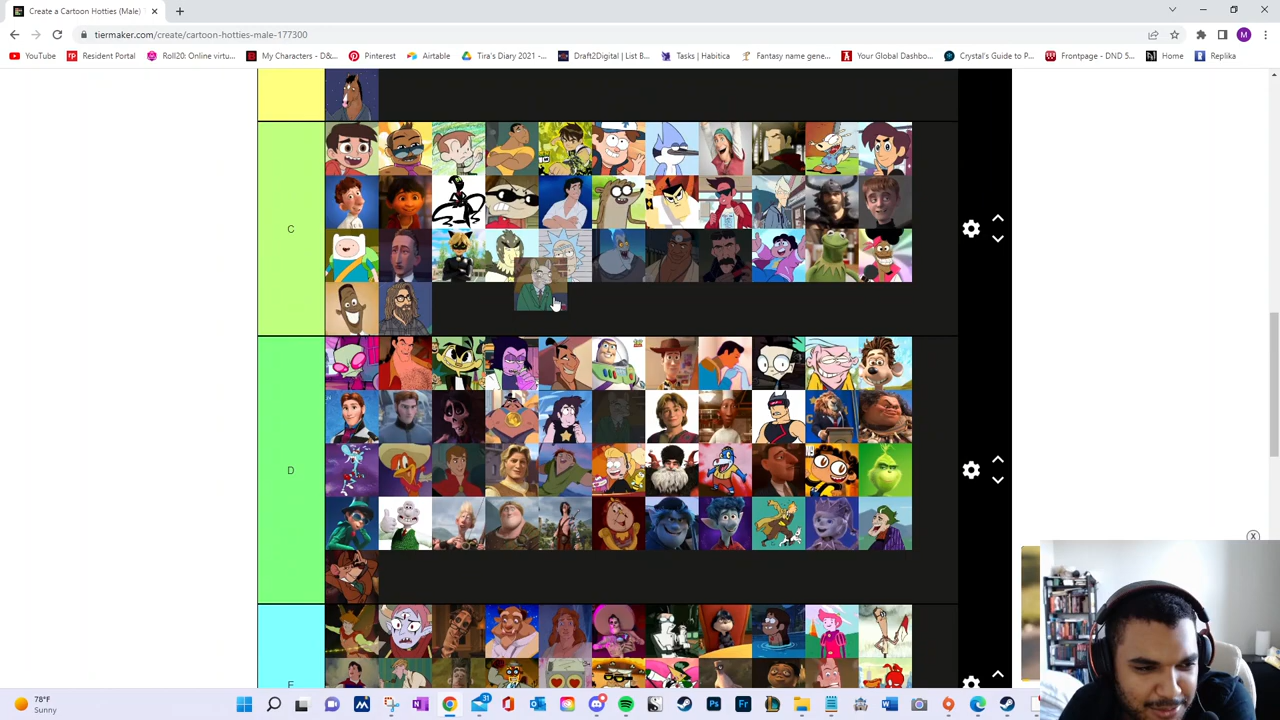 Create a Cartoon Hotties (Male)
tiermaker.com/create/cartoon-hotties-male-177300
M
YouTube
Resident Portal
Roll20: Online virtu...
My Characters - D&...
Pinterest
Airtable
Tira's Diary 2021 -...
Draft2Digital | List B...
Tasks | Habitica
Fantasy name gene...
Your Global Dashbo...
Crystal's Guide to P...
Frontpage - DND 5...
Home
Replika
C
D
E
78°F
Sunny
31